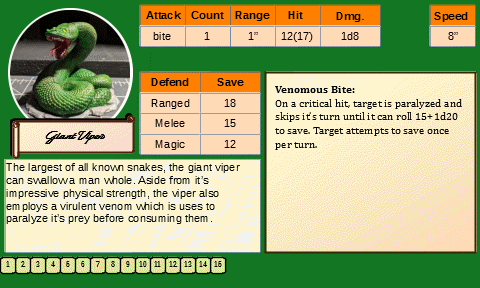 Attack Count Range Hit Dmg.
bite 1 1” 12(17) 1d8
Speed
8”
Defend Save
Ranged 18
Melee 15
Magic 12
Giant Viper
The largest of all known snakes, the giant viper
can swallow a man whole. Aside from it’s
impressive physical strength, the viper also
employs a virulent venom which is uses to
paralyze it’s prey before consuming them.
Venomous Bite:
On a critical hit, target is paralyzed and
skips it’s turn until it can roll 15+1d20
to save. Target attempts to save once
per turn.
1 2 3 4 5 6 7 8 9 10 11 12 13 14 15